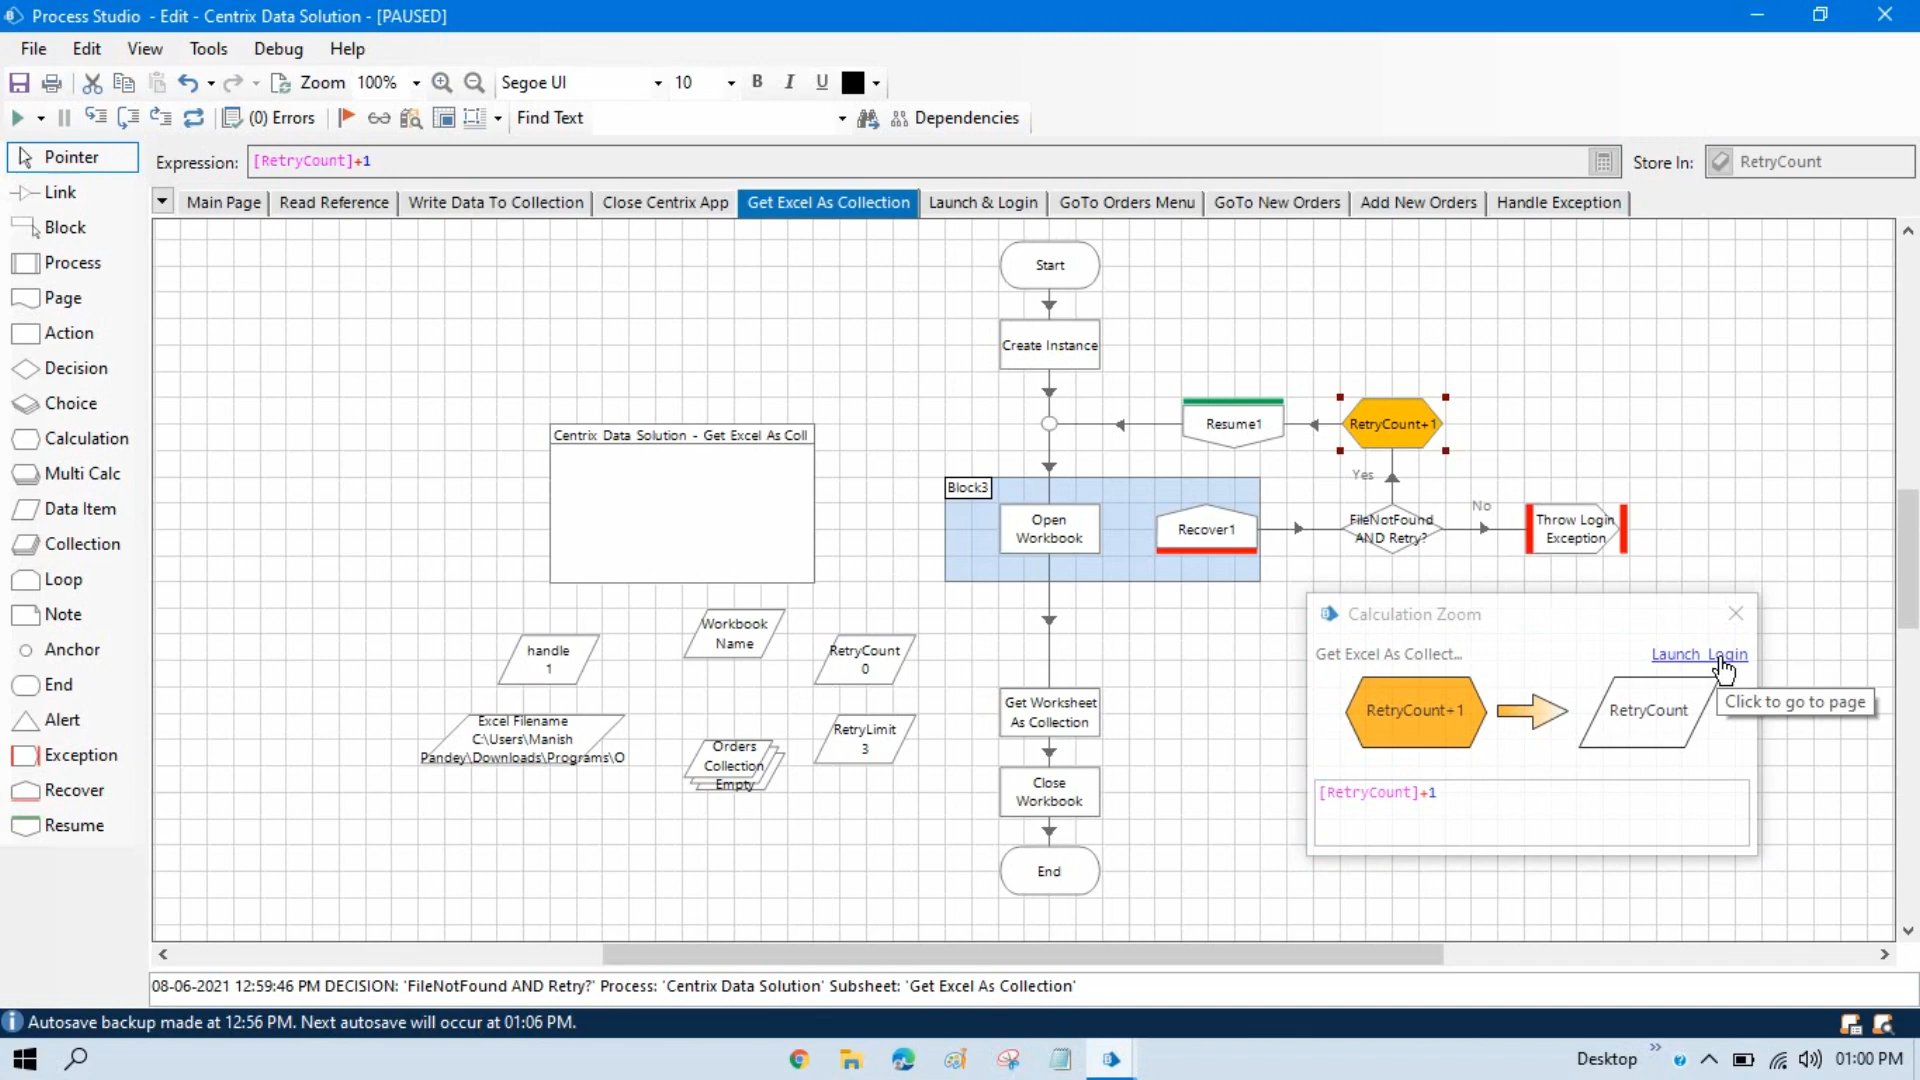 Process Studio - Edit - Centrix Data Solution - [PAUSED]
File Edit View Tools Debug Help
Zoom 100% Segoe UI 10 B I U
(0) Errors Find Text Dependencies
Pointer
Link
Block
Process
Page
Action
Decision
Choice
Calculation
Multi Calc
Data Item
Collection
Loop
Note
Anchor
End
Alert
Exception
Recover
Resume
Expression: [RetryCount]+1 Store In: RetryCount
Main Page Read Reference Write Data To Collection Close Centrix App Get Excel As Collection Launch & Login GoTo Orders Menu GoTo New Orders Add New Orders Handle Exception
Start
Create Instance
Resume1
RetryCount+1
Centrix Data Solution - Get Excel As Coll
Yes
Block3
Open
Workbook
Recover1
FileNotFound
AND Retry?
No
Throw Login
Exception
handle
1
Workbook
Name
RetryCount
0
Excel Filename
C:\Users\Manish
Pandey\Downloads\Programs\O
Orders
Collection
Empty
RetryLimit
3
Get Worksheet
As Collection
Close
Workbook
End
Calculation Zoom
Get Excel As Collect... Launch Login
RetryCount+1 RetryCount
Click to go to page
[RetryCount]+1
08-06-2021 12:59:46 PM DECISION: 'FileNotFound AND Retry?' Process: 'Centrix Data Solution' Subsheet: 'Get Excel As Collection'
Autosave backup made at 12:56 PM. Next autosave will occur at 01:06 PM.
Desktop 01:00 PM